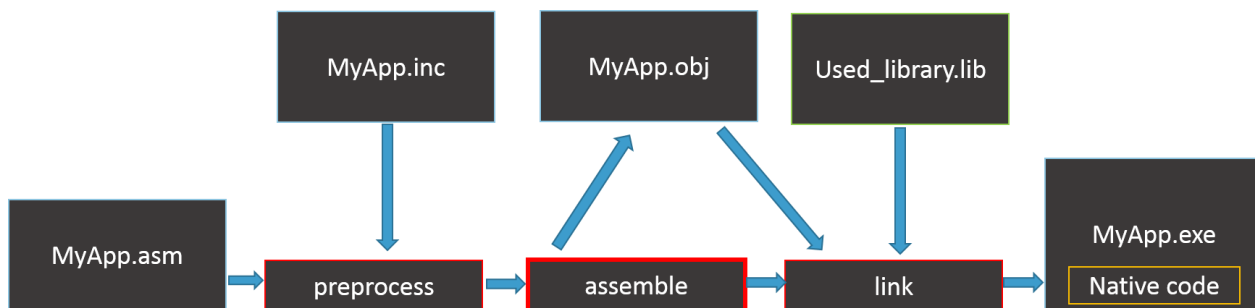 MyApp.inc
MyApp.obj
Used_library.lib
MyApp.asm
preprocess
assemble
link
MyApp.exe
Native code